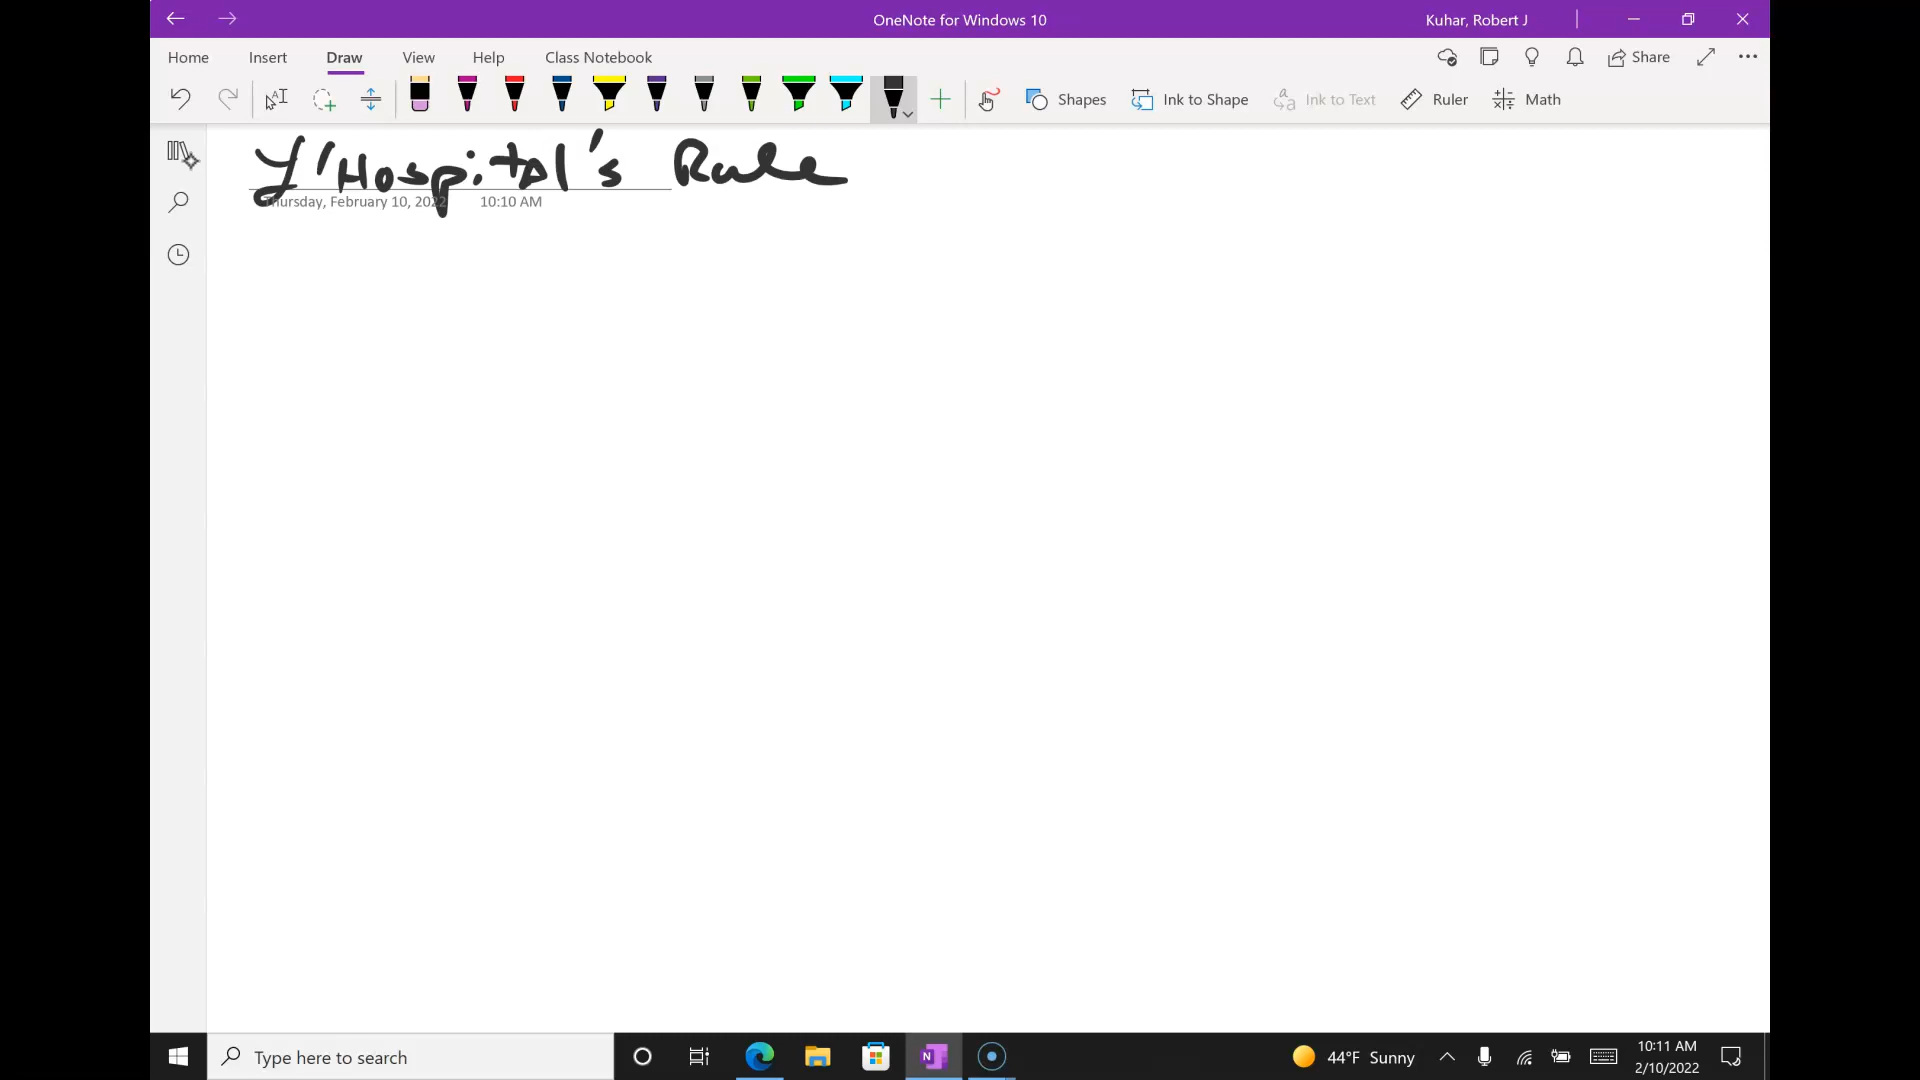 OneNote for Windows 10
Kuhar, Robert J
Home Insert Draw View Help Class Notebook
Share
Shapes Ink to Shape Ink to Text Ruler Math
L'Hospital's Rule
Thursday, February 10, 2022 10:10 AM
Type here to search
44°F Sunny
10:11 AM
2/10/2022